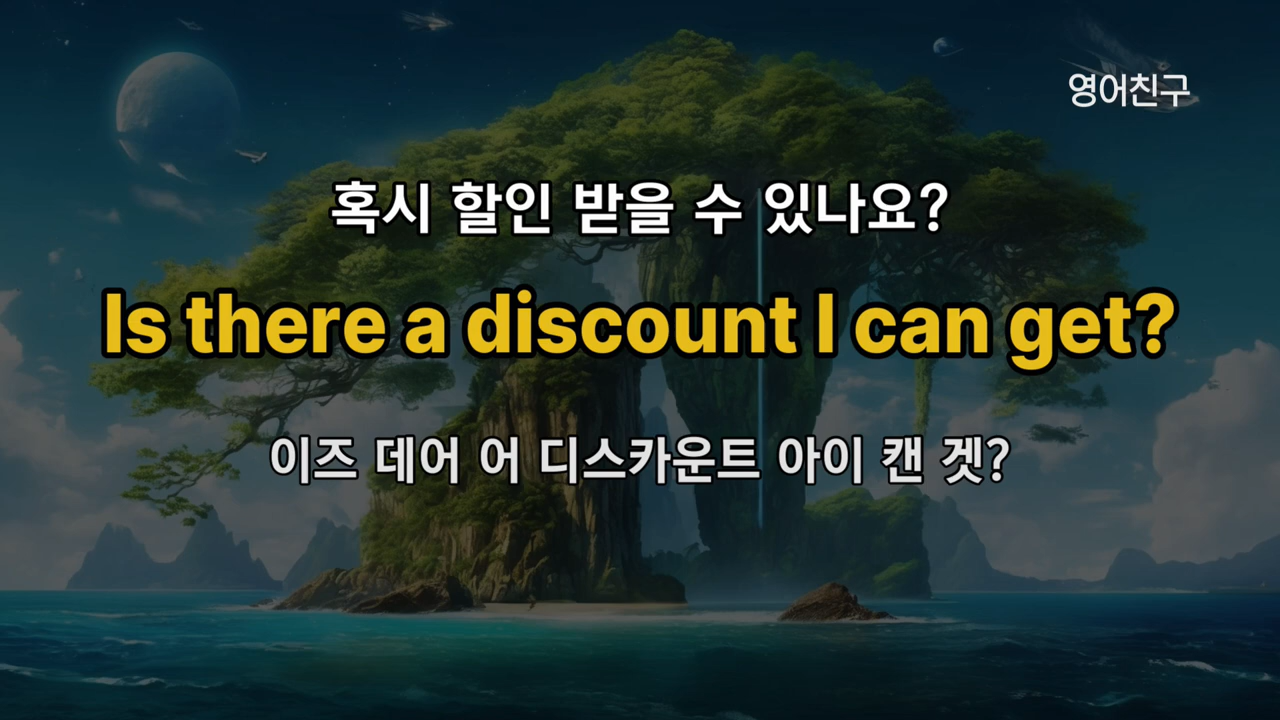 영어친구
혹시 할인 받을 수 있나요?
Is there a discount I can get?
이즈 데어 어 디스카운트 아이 캔 겟?